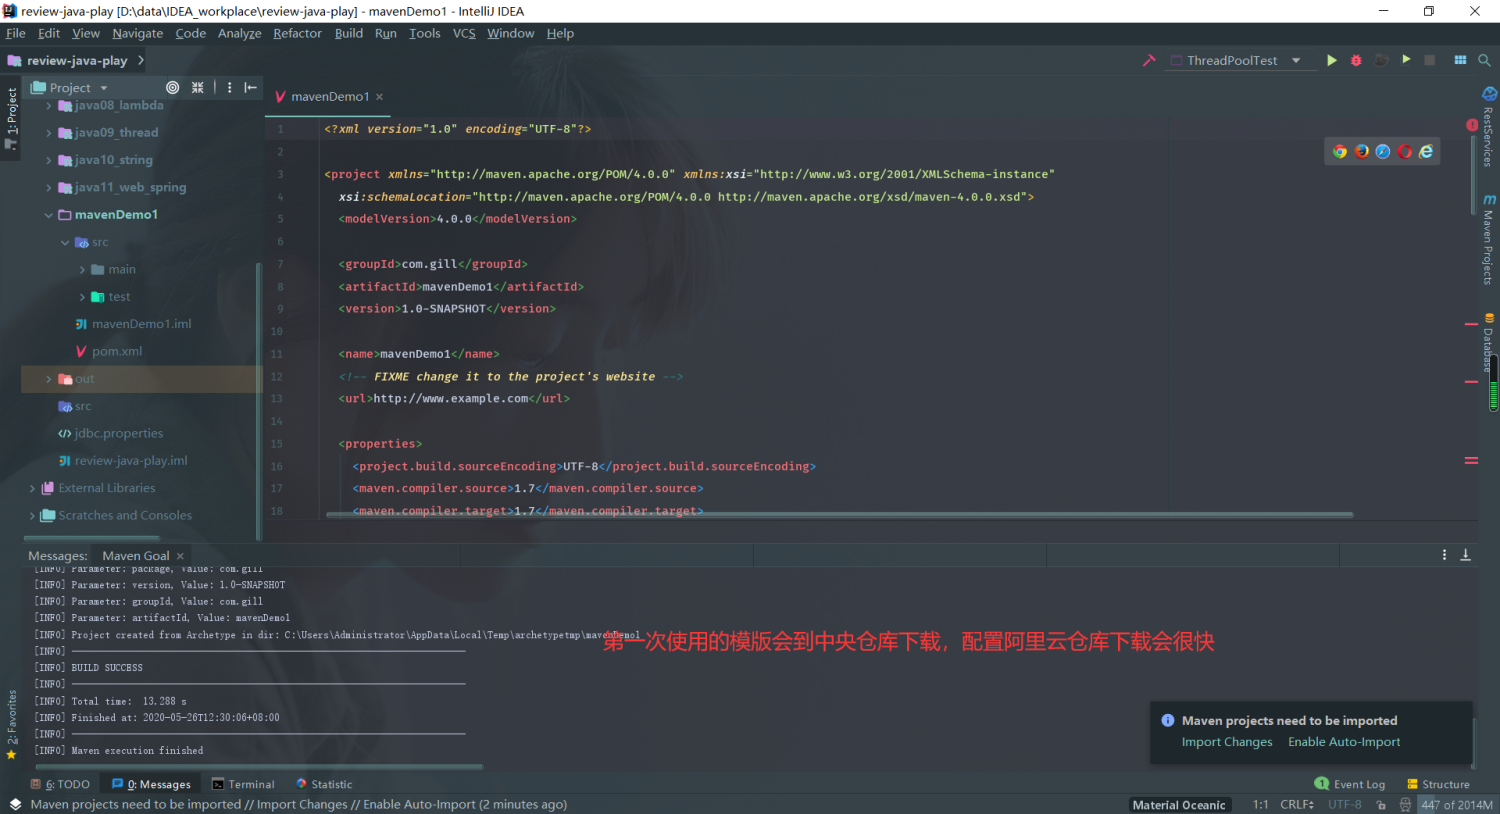 review-java-play [D:\data\IDEA_workplace\review-java-play] - mavenDemo1 - IntelliJ IDEA
File Edit View Navigate Code Analyze Refactor Build Run Tools VCS Window Help
review-java-play
ThreadPoolTest
1: Project
Project
java08_lambda
java09_thread
java10_string
java11_web_spring
mavenDemo1
src
main
test
mavenDemo1.iml
pom.xml
out
src
jdbc.properties
review-java-play.iml
External Libraries
Scratches and Consoles
mavenDemo1
1 <?xml version="1.0" encoding="UTF-8"?>
2
3 <project xmlns="http://maven.apache.org/POM/4.0.0" xmlns:xsi="http://www.w3.org/2001/XMLSchema-instance"
4 xsi:schemaLocation="http://maven.apache.org/POM/4.0.0 http://maven.apache.org/xsd/maven-4.0.0.xsd">
5 <modelVersion>4.0.0</modelVersion>
6
7 <groupId>com.gill</groupId>
8 <artifactId>mavenDemo1</artifactId>
9 <version>1.0-SNAPSHOT</version>
10
11 <name>mavenDemo1</name>
12 <!-- FIXME change it to the project's website -->
13 <url>http://www.example.com</url>
14
15 <properties>
16 <project.build.sourceEncoding>UTF-8</project.build.sourceEncoding>
17 <maven.compiler.source>1.7</maven.compiler.source>
18 <maven.compiler.target>1.7</maven.compiler.target>
RestServices
Maven Projects
Database
Messages: Maven Goal
[INFO] Parameter: package, Value: com.gill
[INFO] Parameter: version, Value: 1.0-SNAPSHOT
[INFO] Parameter: groupId, Value: com.gill
[INFO] Parameter: artifactId, Value: mavenDemo1
[INFO] Project created from Archetype in dir: C:\Users\Administrator\AppData\Local\Temp\archetypetmp\mavenDemo1
第一次使用的模版会到中央仓库下载，配置阿里云仓库下载会很快
[INFO]
[INFO] BUILD SUCCESS
[INFO]
[INFO] Total time: 13.288 s
[INFO] Finished at: 2020-05-26T12:30:06+08:00
[INFO]
[INFO] Maven execution finished
2: Favorites
Maven projects need to be imported
Import Changes Enable Auto-Import
6: TODO 0: Messages Terminal Statistic 1 Event Log Structure
Maven projects need to be imported // Import Changes // Enable Auto-Import (2 minutes ago) Material Oceanic 1:1 CRLF UTF-8 447 of 2014M